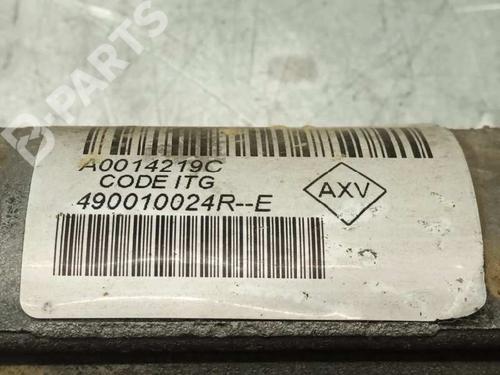 B-PARTS
A0014219C
CODE ITG
490010024R--E
AXV